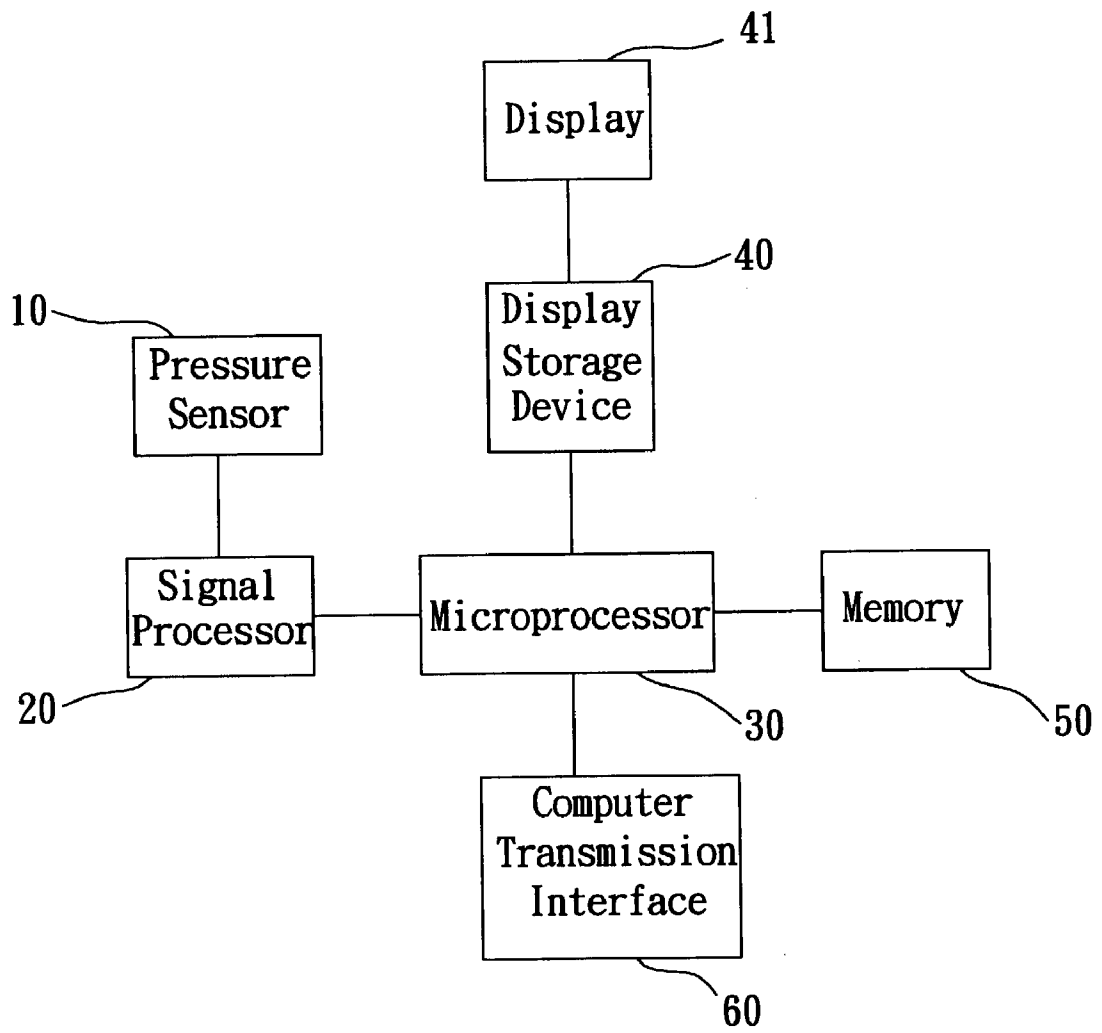 41
Display
40
Display
Storage
Device
10
Pressure
Sensor
Signal
Processor
20
Microprocessor
30
Memory
50
Computer
Transmission
Interface
60